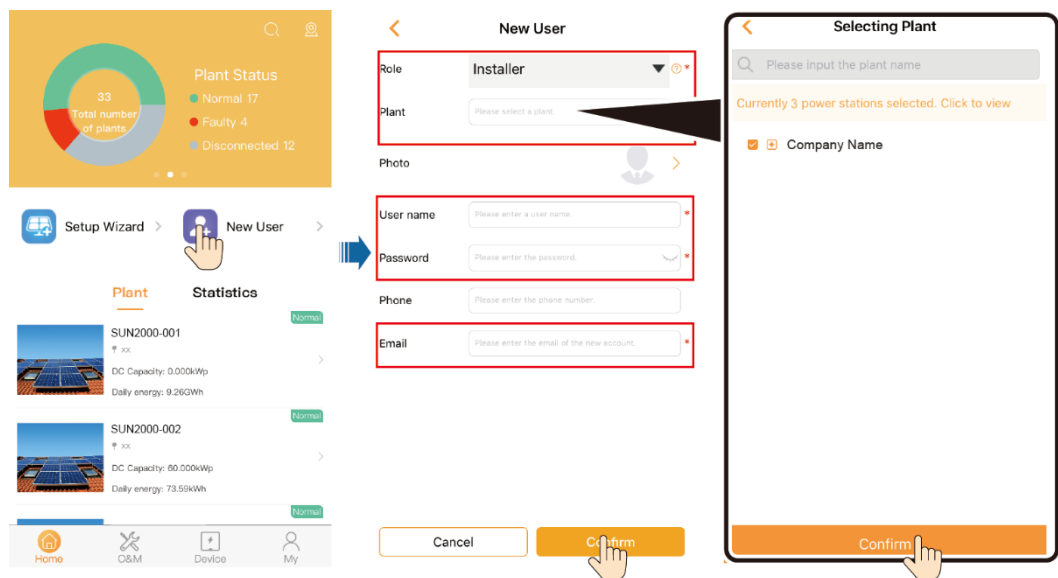 Plant Status
33
Total number
of plants
Normal 17
Faulty 4
Disconnected 12
Setup Wizard
New User
Plant
Statistics
Normal
SUN2000-001
xx
DC Capacity: 0.000kWp
Daily energy: 9.26GWh
Normal
SUN2000-002
xx
DC Capacity: 60.000kWp
Daily energy: 73.59kWh
Normal
Home
O&M
Device
My
New User
Role
Installer
*
Plant
Please select a plant.
Photo
User name
Please enter a user name.
*
Password
Please enter the password.
*
Phone
Please enter the phone number.
Email
Please enter the email of the new account.
*
Cancel
Confirm
Selecting Plant
Please input the plant name
Currently 3 power stations selected. Click to view
Company Name
Confirm